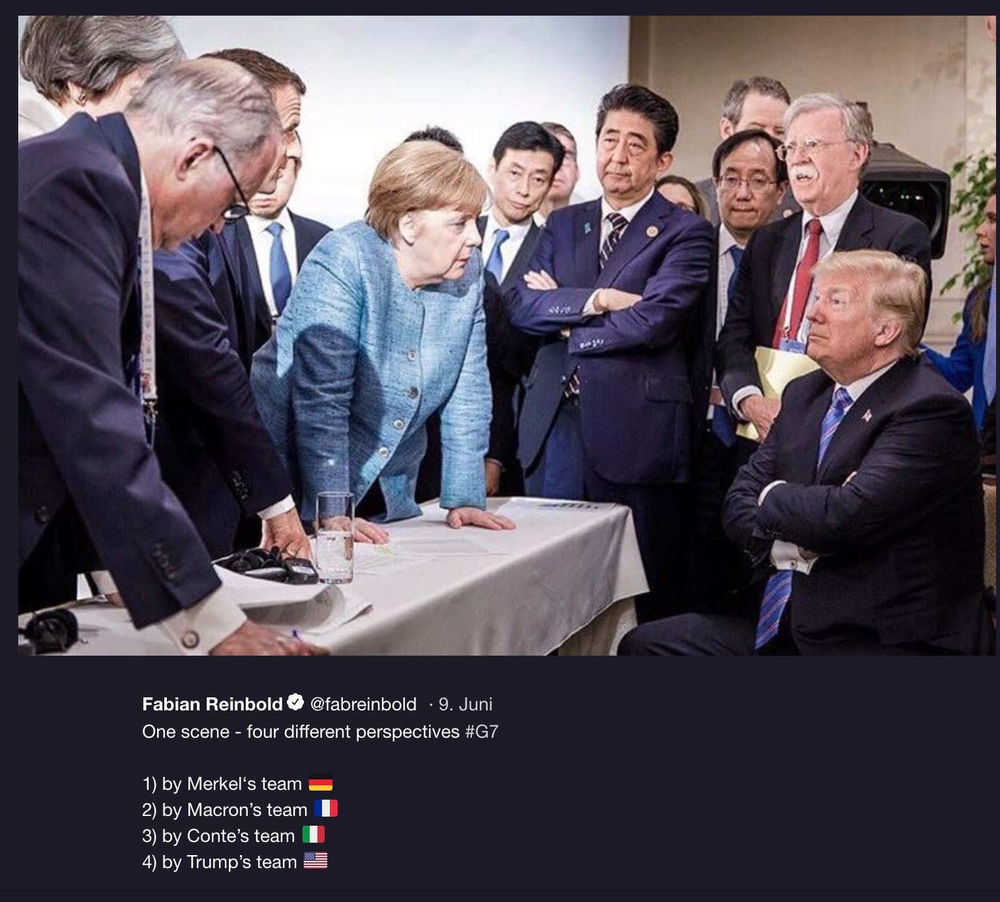 Fabian Reinbold @fabreinbold · 9. Juni
One scene - four different perspectives #G7
1) by Merkel‘s team 🇩🇪
2) by Macron’s team 🇫🇷
3) by Conte’s team 🇮🇹
4) by Trump’s team 🇺🇸